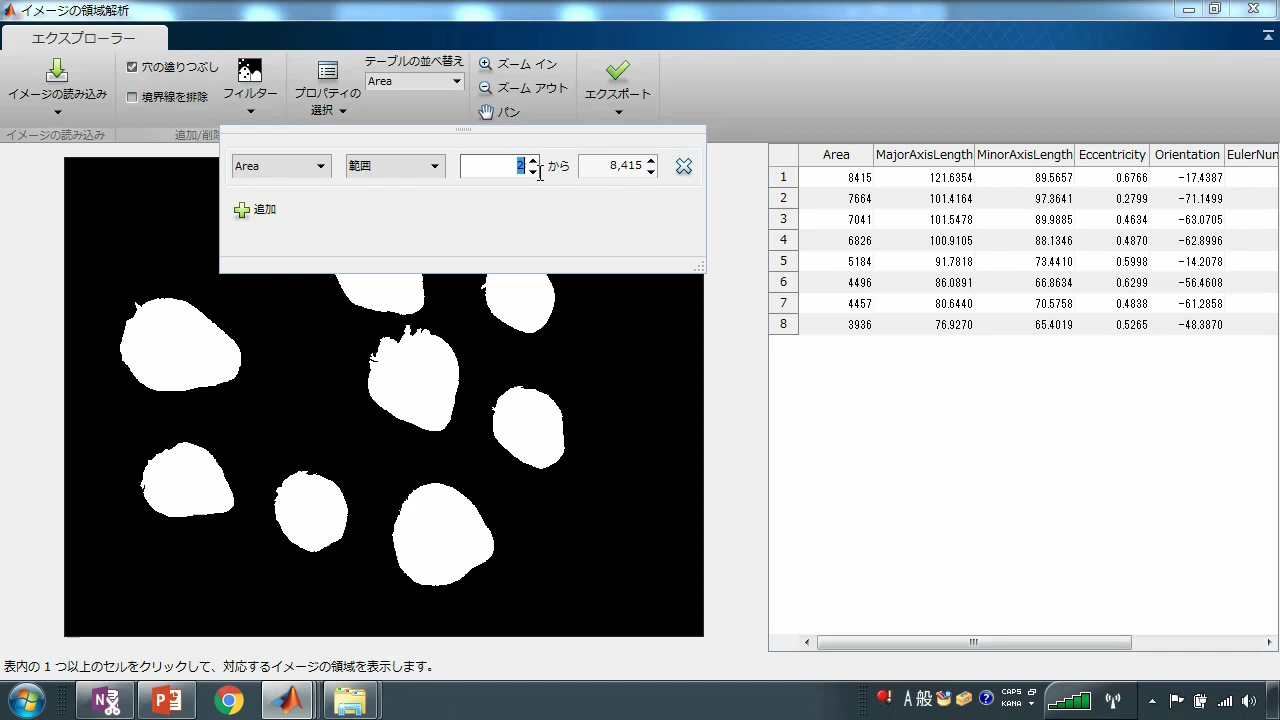 イメージの領域解析
エクスプローラー
イメージの読み込み
穴の塗りつぶし
境界線を排除
フィルター
プロパティの
選択
テーブルの並べ替え
Area
ズーム イン
ズーム アウト
パン
エクスポート
イメージの読み込み
追加/削除
Area 範囲 2 から 8,415
追加
Area MajorAxisLength MinorAxisLength Eccentricity Orientation EulerNum
1 8415 121.6354 89.5657 0.6766 -17.4387
2 7664 101.4164 97.3641 0.2799 -71.1499
3 7041 101.5478 89.9885 0.4634 -63.0705
4 6826 100.9105 88.1346 0.4870 -62.8996
5 5184 91.7818 73.4410 0.5998 -14.2078
6 4496 86.0891 66.8634 0.6299 -56.4608
7 4457 80.6440 70.5758 0.4838 -61.2858
8 3936 76.9270 65.4019 0.5265 -48.3870
表内の 1 つ以上のセルをクリックして、対応するイメージの領域を表示します。
A 般
CAPS
KANA